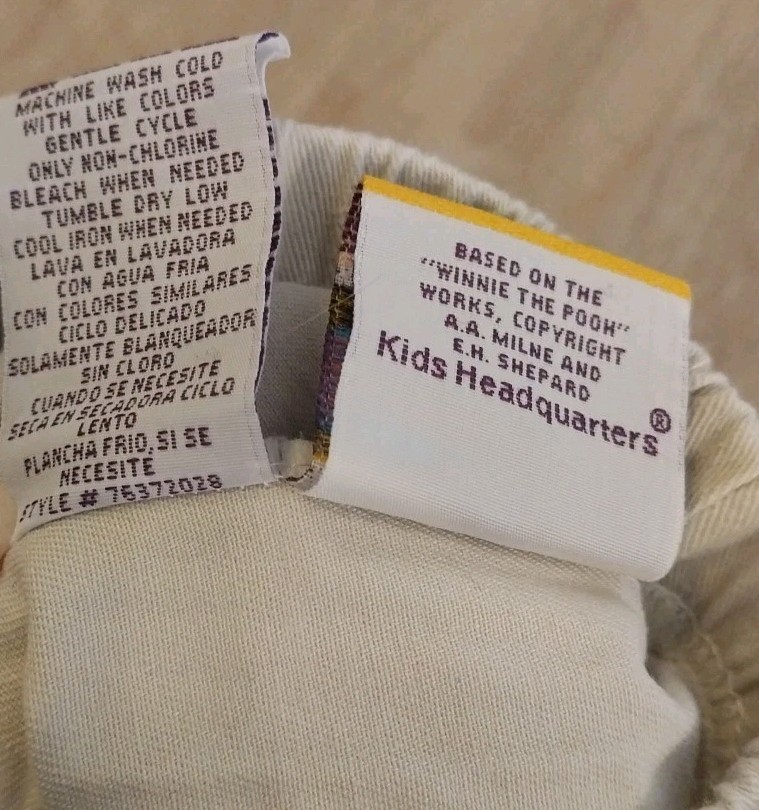 MACHINE WASH COLD
WITH LIKE COLORS
GENTLE CYCLE
ONLY NON-CHLORINE
BLEACH WHEN NEEDED
TUMBLE DRY LOW
COOL IRON WHEN NEEDED
LAVA EN LAVADORA
CON AGUA FRIA
CON COLORES SIMILARES
CICLO DELICADO
SOLAMENTE BLANQUEADOR
SIN CLORO
CUANDO SE NECESITE
SECA EN SECADORA CICLO
LENTO
PLANCHA FRIO, SI SE
NECESITE
STYLE # 76372028
BASED ON THE
"WINNIE THE POOH"
WORKS, COPYRIGHT
A.A. MILNE AND
E.H. SHEPARD
Kids Headquarters®